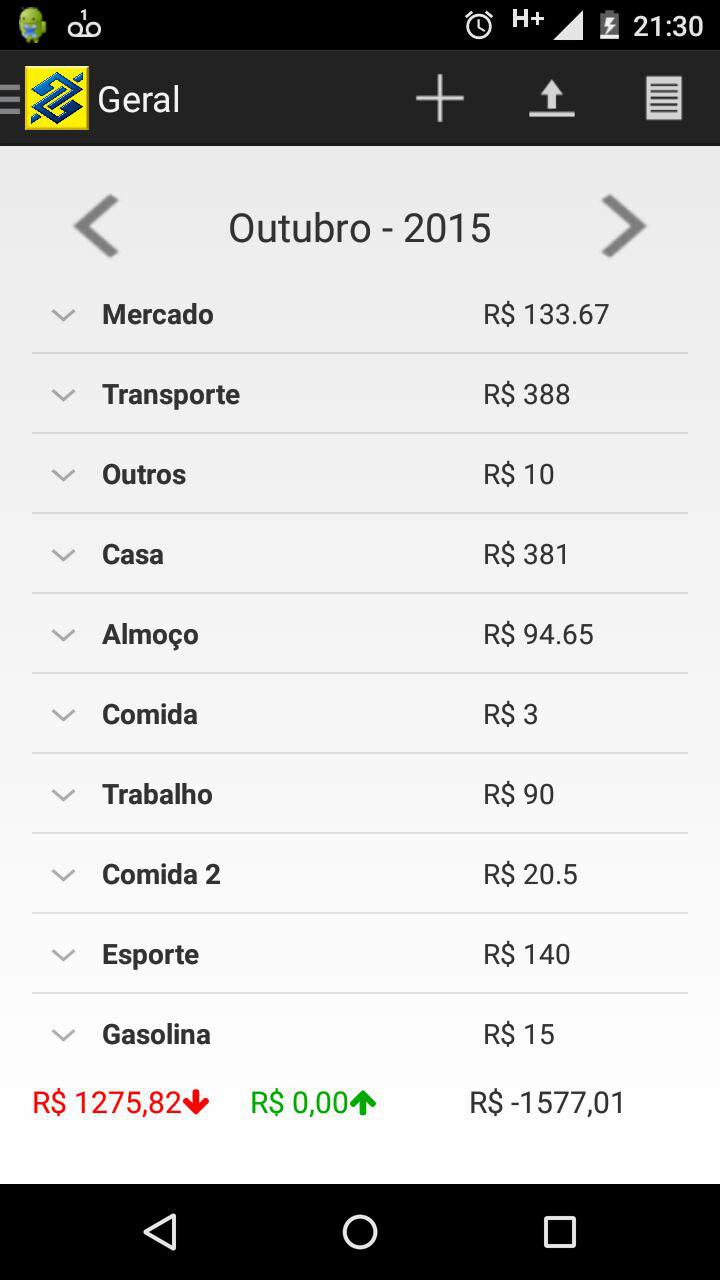 1
H+
21:30
Geral
Outubro - 2015
Mercado R$ 133.67
Transporte R$ 388
Outros R$ 10
Casa R$ 381
Almoço R$ 94.65
Comida R$ 3
Trabalho R$ 90
Comida 2 R$ 20.5
Esporte R$ 140
Gasolina R$ 15
R$ 1275,82 R$ 0,00 R$ -1577,01